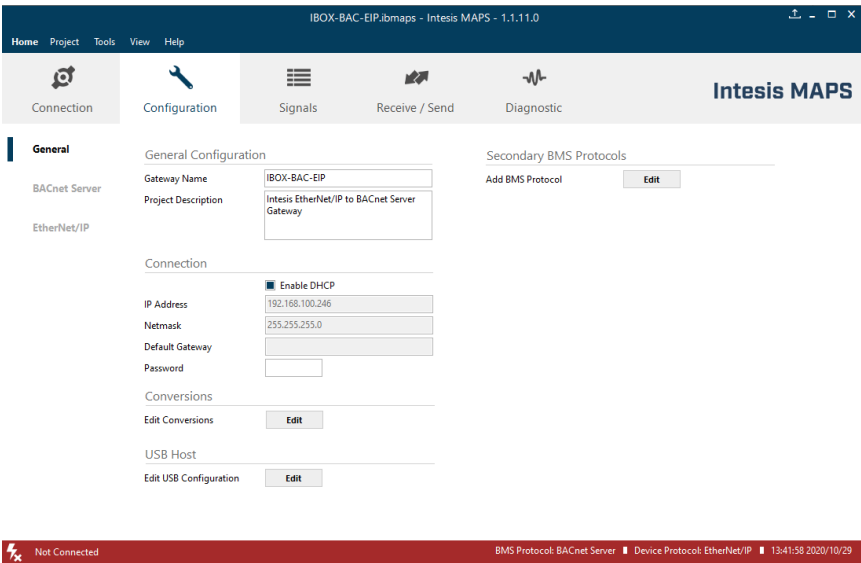 IBOX-BAC-EIP.ibmaps - Intesis MAPS - 1.1.11.0
Home Project Tools View Help
Connection Configuration Signals Receive / Send Diagnostic
Intesis MAPS
General
BACnet Server
EtherNet/IP
General Configuration
Gateway Name IBOX-BAC-EIP
Project Description Intesis EtherNet/IP to BACnet Server
Gateway
Connection
Enable DHCP
IP Address 192.168.100.246
Netmask 255.255.255.0
Default Gateway
Password
Conversions
Edit Conversions Edit
USB Host
Edit USB Configuration Edit
Secondary BMS Protocols
Add BMS Protocol Edit
Not Connected
BMS Protocol: BACnet Server Device Protocol: EtherNet/IP 13:41:58 2020/10/29